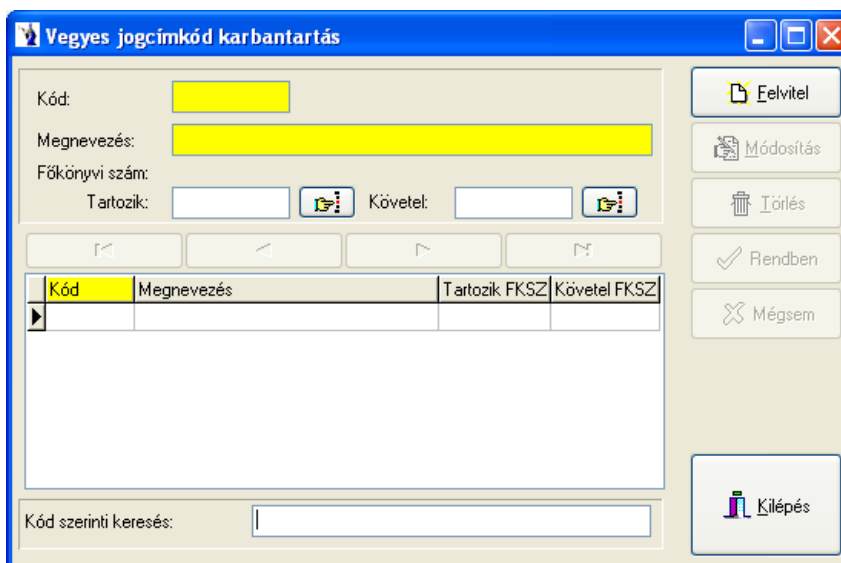 Vegyes jogcímkód karbantartás
Kód:
Megnevezés:
Főkönyvi szám:
Tartozik:
Követel:
Kód
Megnevezés
Tartozik FKSZ
Követel FKSZ
Kód szerinti keresés:
Felvitel
Módosítás
Törlés
Rendben
Mégsem
Kilépés